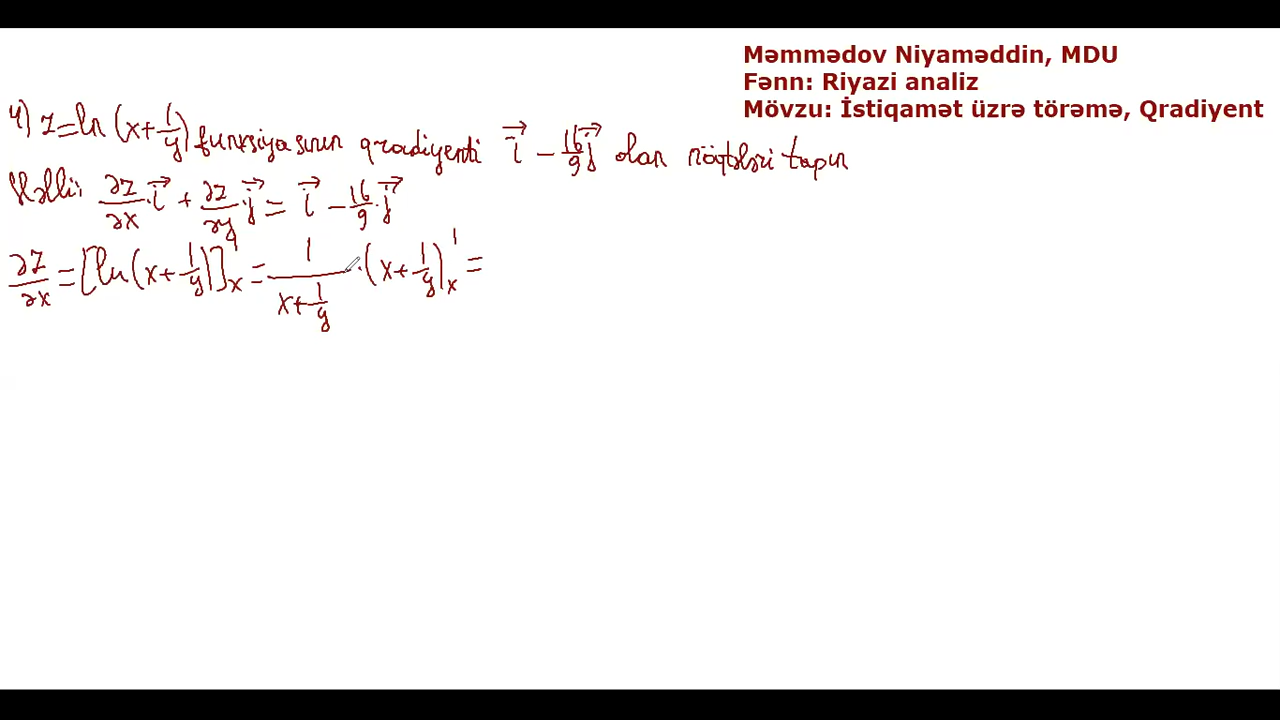 Məmmədov Niyaməddin, MDU
Fənn: Riyazi analiz
Mövzu: İstiqamət üzrə törəmə, Qradiyent
4) z=ln(x+1/y) funksiyasının qradiyenti i⃗ − 16/9 j⃗ olan nöqtələri tapın
Həlli: ∂z/∂x · i⃗ + ∂z/∂y · j⃗ = i⃗ − 16/9 · j⃗
∂z/∂x = [ln(x+1/y)]'ₓ = 1/(x+1/y) · (x+1/y)'ₓ =